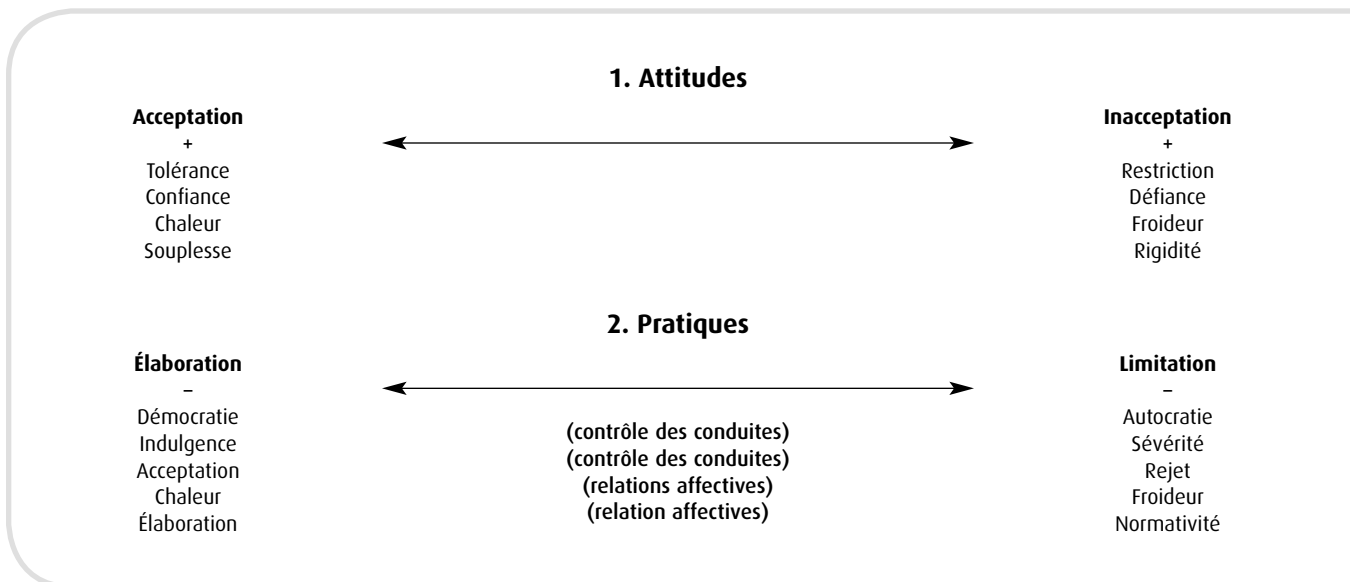 1. Attitudes
Acceptation
+
Tolérance
Confiance
Chaleur
Souplesse
Inacceptation
+
Restriction
Défiance
Froideur
Rigidité
2. Pratiques
Élaboration
–
Démocratie
Indulgence
Acceptation
Chaleur
Élaboration
(contrôle des conduites)
(contrôle des conduites)
(relations affectives)
(relation affectives)
Limitation
–
Autocratie
Sévérité
Rejet
Froideur
Normativité